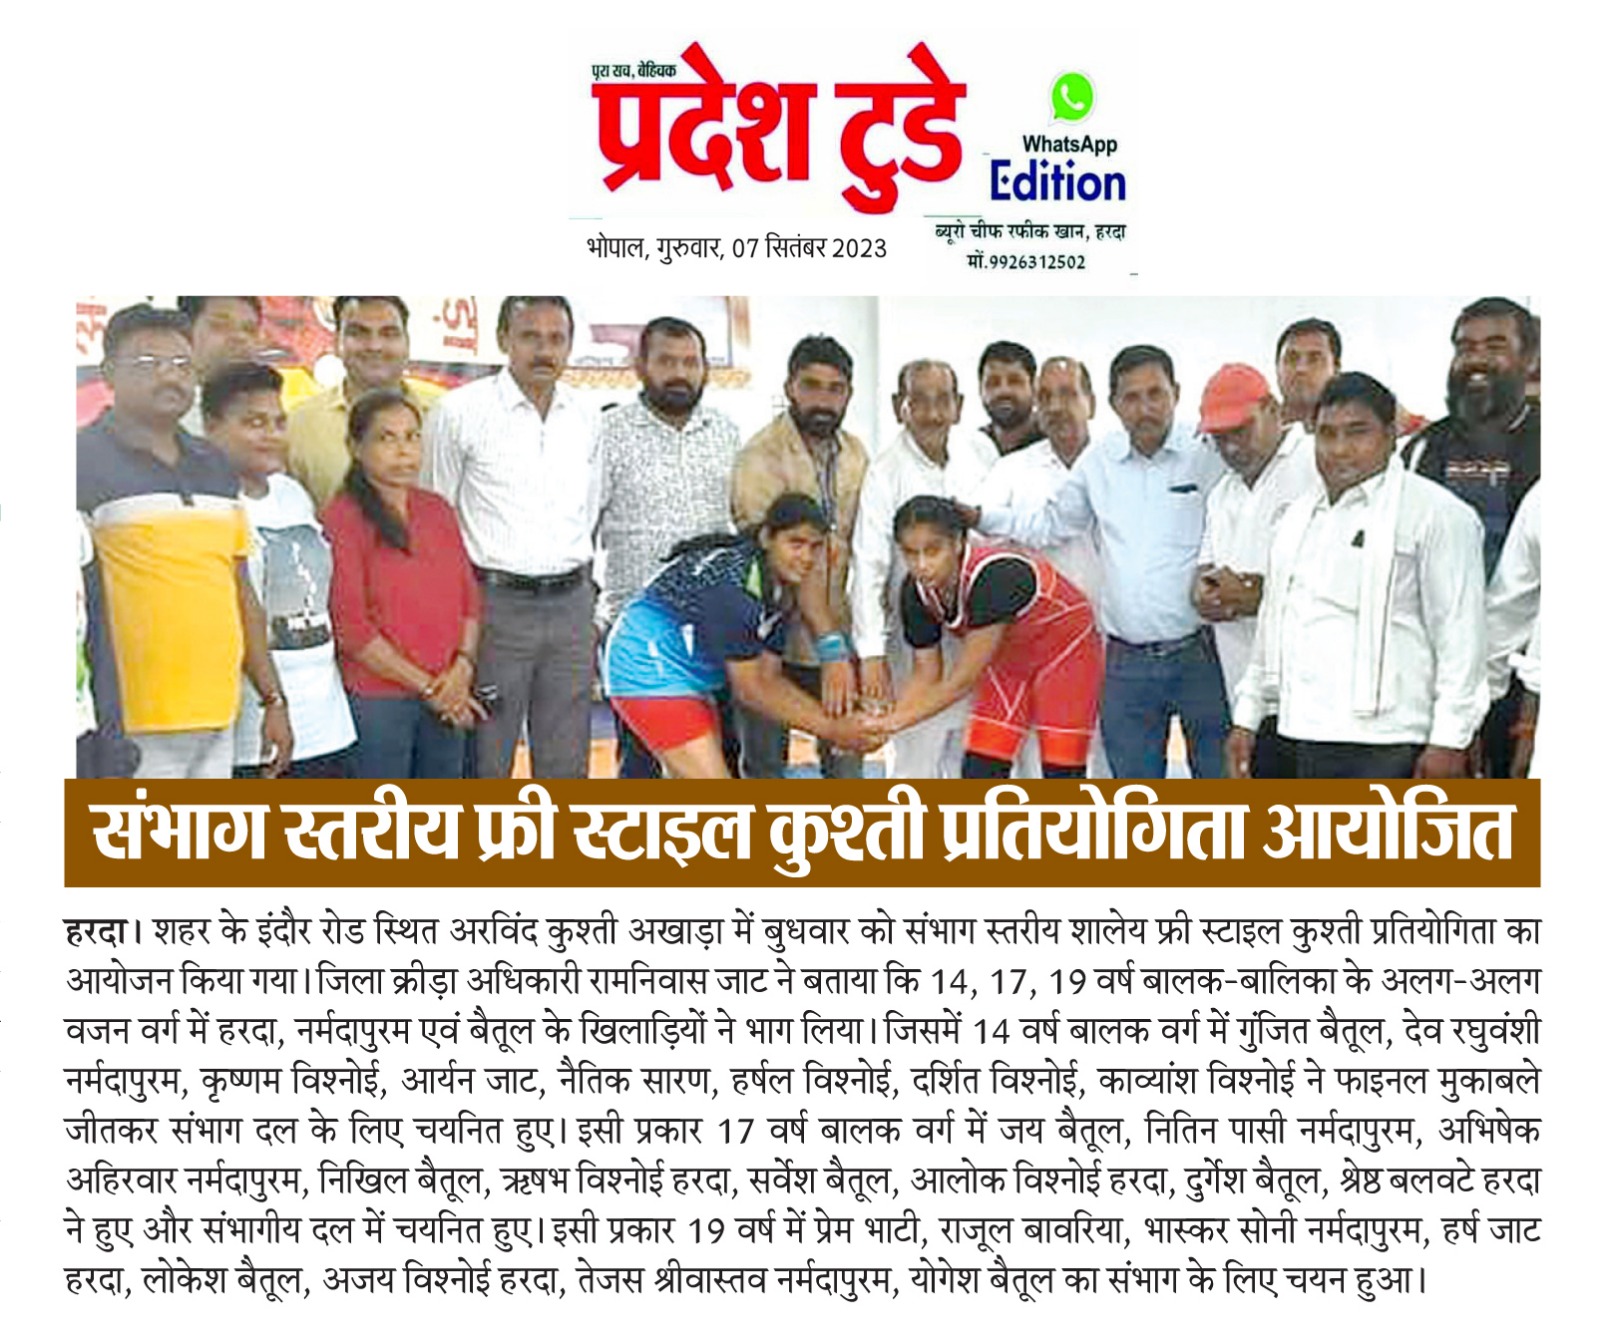 पूरा सच, बेहिचक
प्रदेश टुडे
WhatsApp
Edition
भोपाल, गुरुवार, 07 सितंबर 2023
ब्यूरो चीफ रफीक खान, हरदा
मों.9926312502
संभाग स्तरीय फ्री स्टाइल कुश्ती प्रतियोगिता आयोजित
हरदा। शहर के इंदौर रोड स्थित अरविंद कुश्ती अखाड़ा में बुधवार को संभाग स्तरीय शालेय फ्री स्टाइल कुश्ती प्रतियोगिता का
आयोजन किया गया। जिला क्रीड़ा अधिकारी रामनिवास जाट ने बताया कि 14, 17, 19 वर्ष बालक-बालिका के अलग-अलग
वजन वर्ग में हरदा, नर्मदापुरम एवं बैतूल के खिलाड़ियों ने भाग लिया। जिसमें 14 वर्ष बालक वर्ग में गुंजित बैतूल, देव रघुवंशी
नर्मदापुरम, कृष्णम विश्नोई, आर्यन जाट, नैतिक सारण, हर्षल विश्नोई, दर्शित विश्नोई, काव्यांश विश्नोई ने फाइनल मुकाबले
जीतकर संभाग दल के लिए चयनित हुए। इसी प्रकार 17 वर्ष बालक वर्ग में जय बैतूल, नितिन पासी नर्मदापुरम, अभिषेक
अहिरवार नर्मदापुरम, निखिल बैतूल, ऋषभ विश्नोई हरदा, सर्वेश बैतूल, आलोक विश्नोई हरदा, दुर्गेश बैतूल, श्रेष्ठ बलवटे हरदा
ने हुए और संभागीय दल में चयनित हुए। इसी प्रकार 19 वर्ष में प्रेम भाटी, राजूल बावरिया, भास्कर सोनी नर्मदापुरम, हर्ष जाट
हरदा, लोकेश बैतूल, अजय विश्नोई हरदा, तेजस श्रीवास्तव नर्मदापुरम, योगेश बैतूल का संभाग के लिए चयन हुआ।